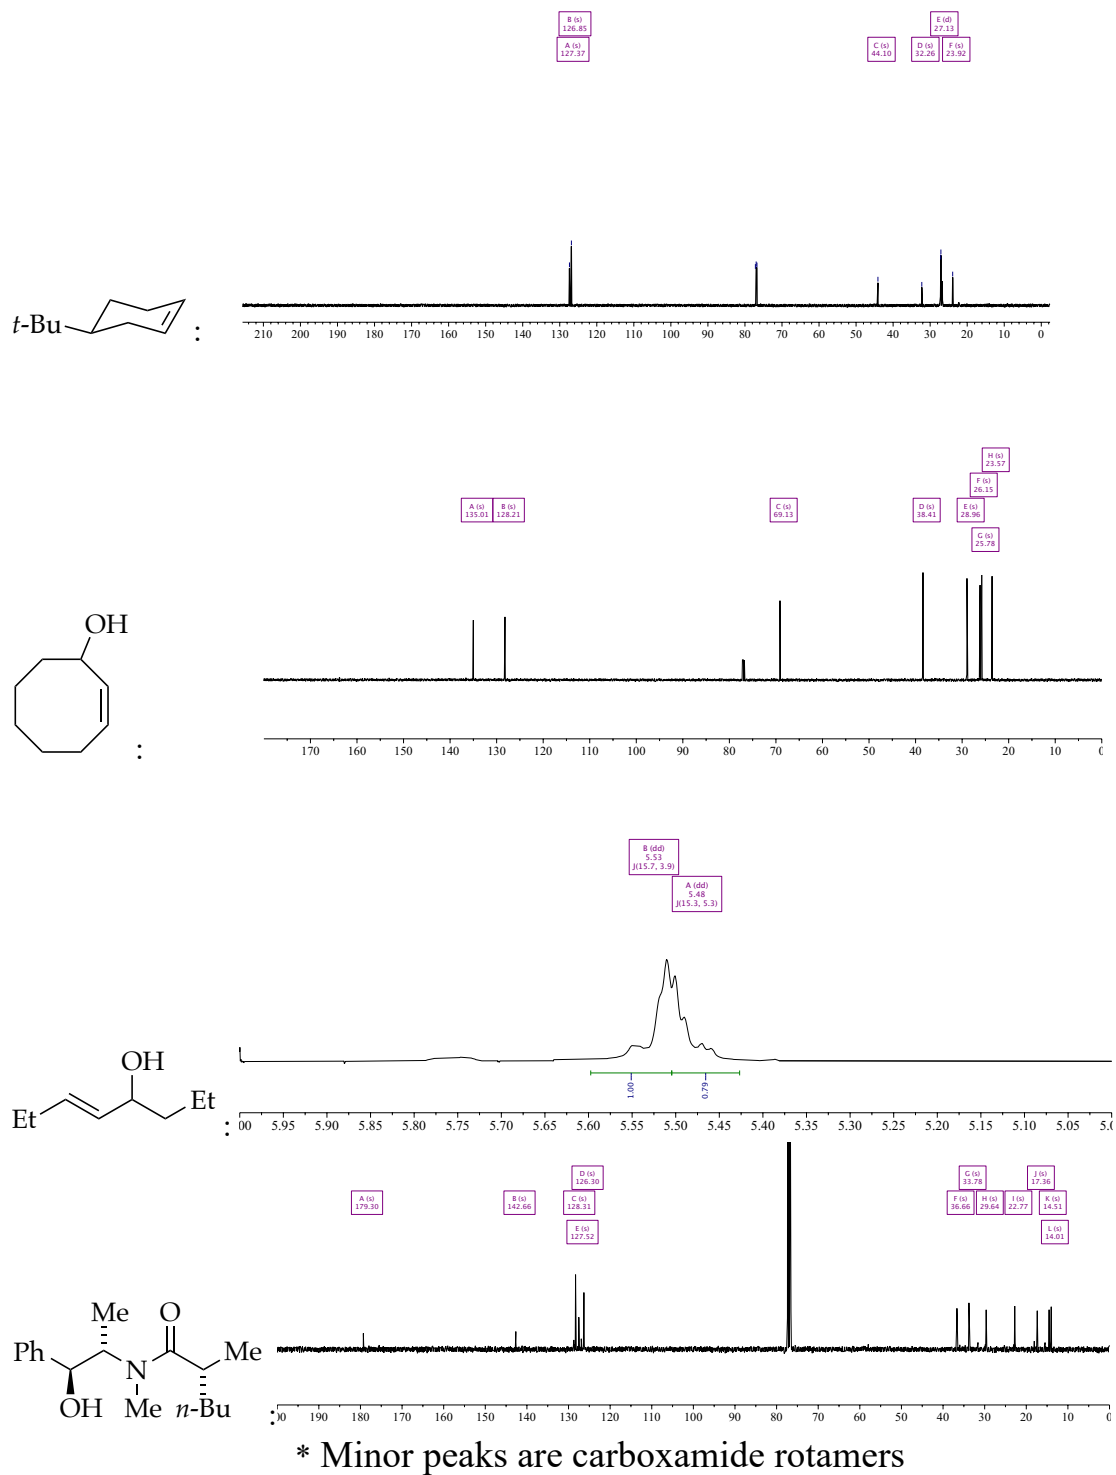 B (s)
126.85
A (s)
127.37
C (s)
44.10
D (s)
32.26
E (d)
27.13
F (s)
23.92
t-Bu :
210 200 190 180 170 160 150 140 130 120 110 100 90 80 70 60 50 40 30 20 10 0
A (s)
135.01
B (s)
128.21
C (s)
69.13
D (s)
38.41
E (s)
28.96
H (s)
23.57
F (s)
26.15
G (s)
25.78
OH
:
170 160 150 140 130 120 110 100 90 80 70 60 50 40 30 20 10 0
B (dd)
5.53
J(15.7, 3.9)
A (dd)
5.48
J(15.3, 5.3)
1.00
0.79
OH
Et Et :
00 5.95 5.90 5.85 5.80 5.75 5.70 5.65 5.60 5.55 5.50 5.45 5.40 5.35 5.30 5.25 5.20 5.15 5.10 5.05 5.0
A (s)
179.30
B (s)
142.66
D (s)
126.30
C (s)
128.31
E (s)
127.52
G (s)
33.78
F (s)
36.66
H (s)
29.64
I (s)
22.77
J (s)
17.36
K (s)
14.51
L (s)
14.01
Me O
Ph N Me
OH Me n-Bu :
00 190 180 170 160 150 140 130 120 110 100 90 80 70 60 50 40 30 20 10 0
* Minor peaks are carboxamide rotamers